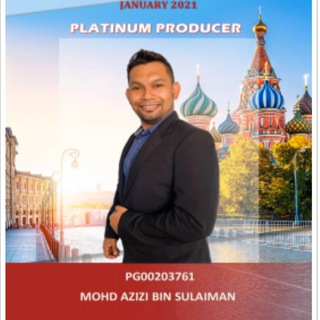 JANUARY 2021
PLATINUM PRODUCER
PG00203761
MOHD AZIZI BIN SULAIMAN